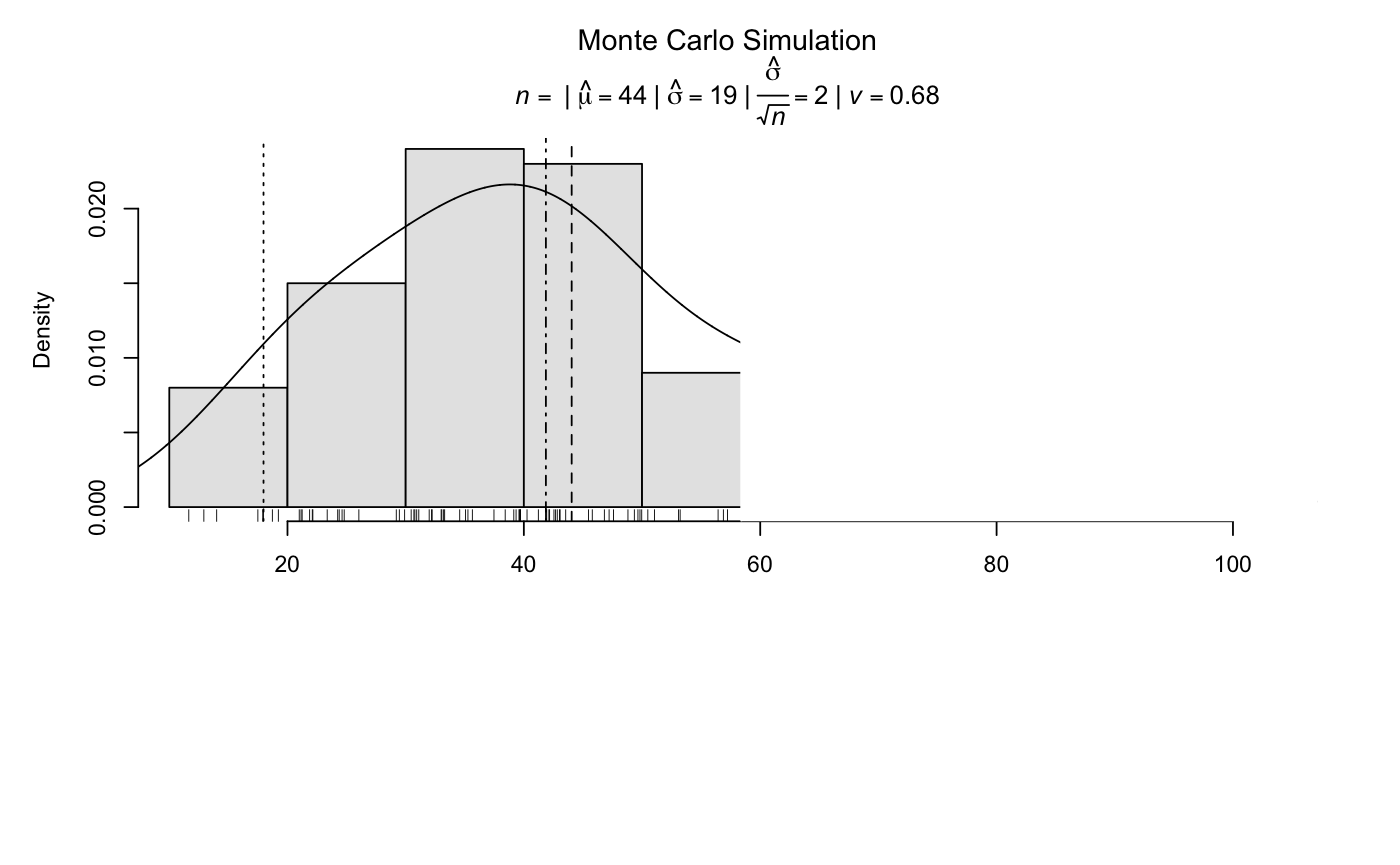 Monte Carlo Simulation
n = | μ̂ = 44 | σ̂ = 19 | σ̂/√n = 2 | v = 0.68
Density
0.020
0.010
0.000
20 40 60 80 100